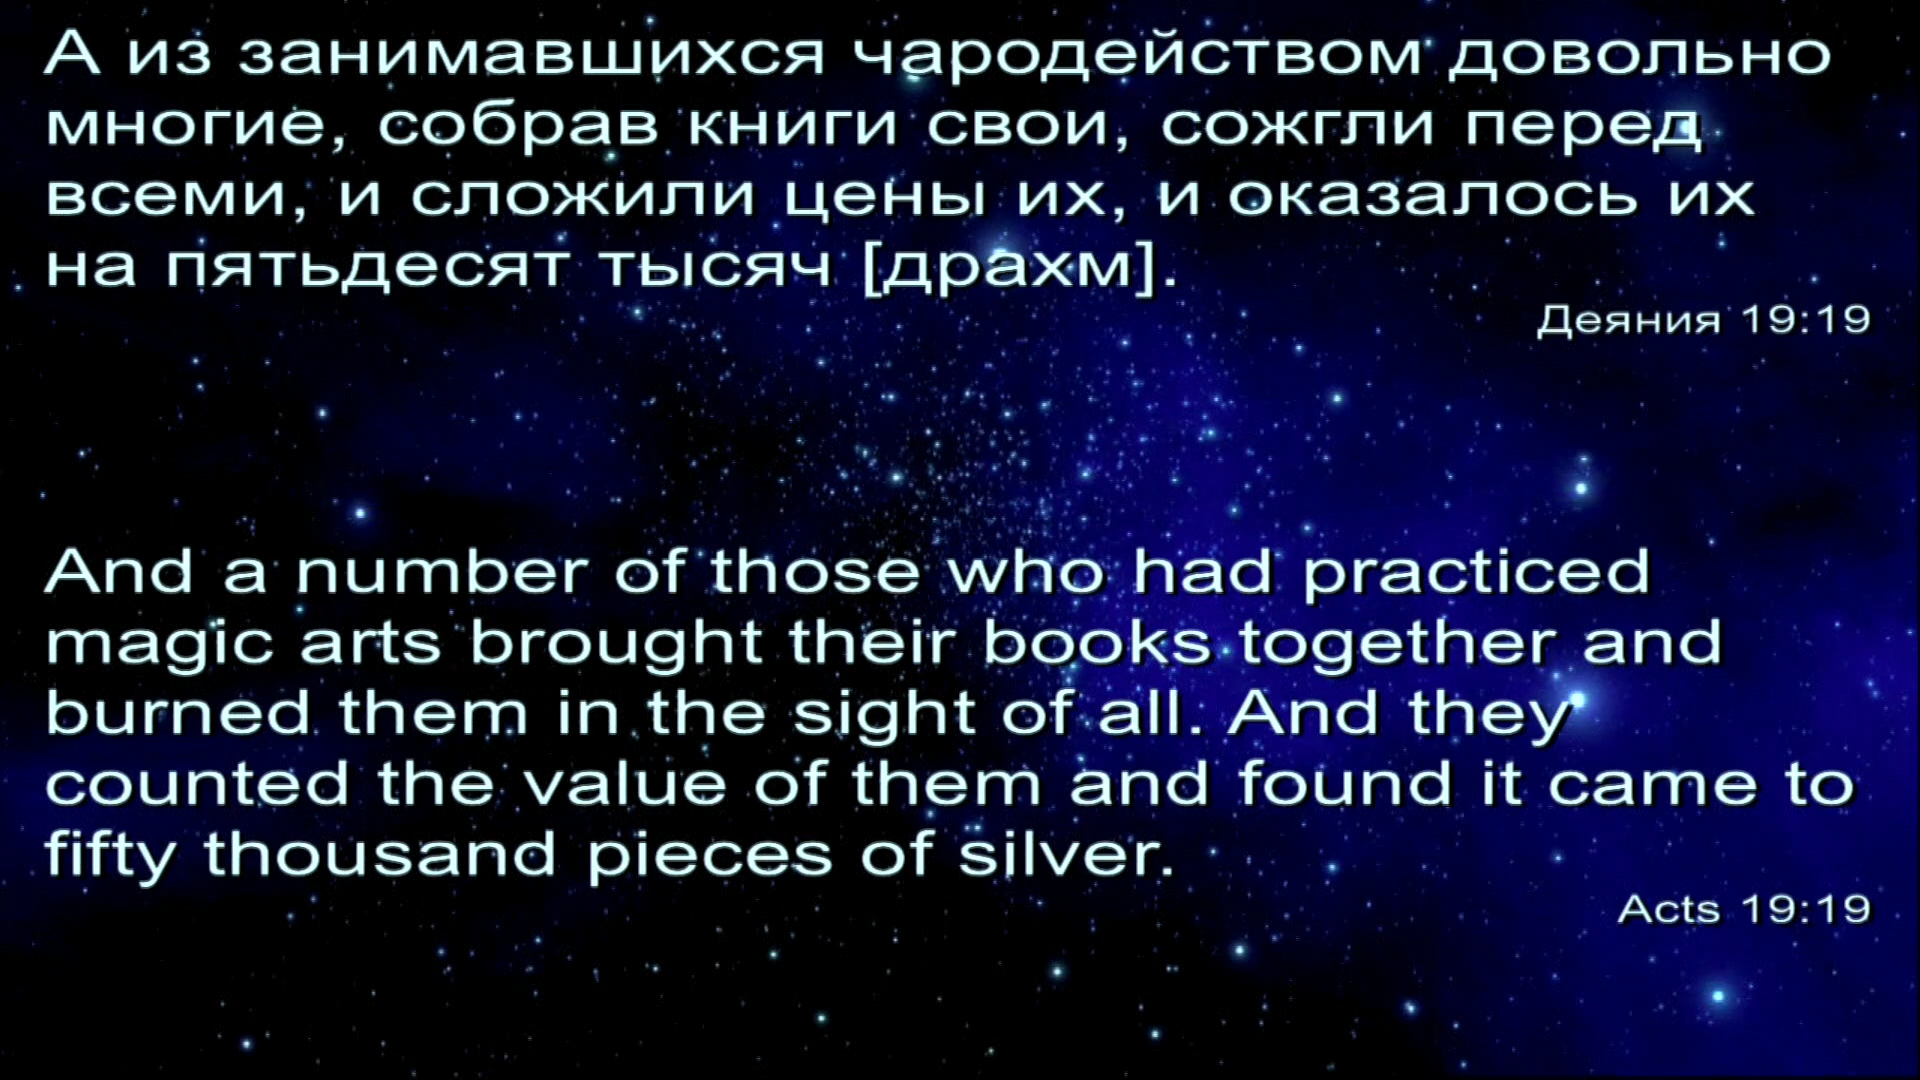 А из занимавшихся чародейством довольно
многие, собрав книги свои, сожгли перед
всеми, и сложили цены их, и оказалось их
на пятьдесят тысяч [драхм].
Деяния 19:19
And a number of those who had practiced
magic arts brought their books together and
burned them in the sight of all. And they
counted the value of them and found it came to
fifty thousand pieces of silver.
Acts 19:19